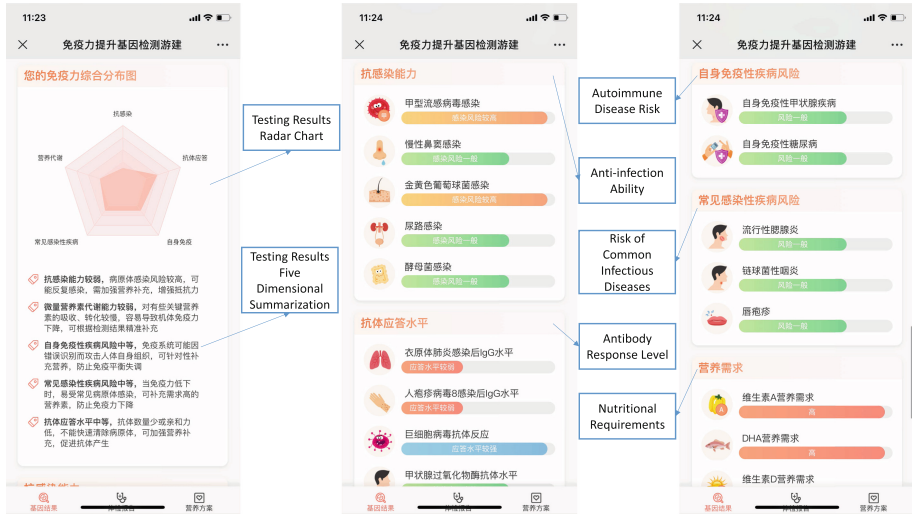 11:23
免疫力提升基因检测游建
您的免疫力综合分布图
抗感染
营养代谢
抗体应答
常见感染性疾病
自身免疫
抗感染能力较弱，病原体感染风险较高，可
能反复感染，需加强营养补充，增强抵抗力
微量营养素代谢能力较弱，对有些关键营养
素的吸收、转化较慢，容易导致机体免疫力
下降，可根据检测结果精准补充
自身免疫性疾病风险中等，免疫系统可能因
错误识别而攻击人体自身组织，可针对性补
充营养，防止免疫平衡失调
常见感染性疾病风险中等，当免疫力低下
时，易受常见病原体感染，可补充需求高的
营养素，防止免疫力下降
抗体应答水平中等，抗体数量少或亲和力
低，不能快速清除病原体，可加强营养补
充，促进抗体产生
基因结果
体检报告
营养方案
Testing Results
Radar Chart
Testing Results
Five
Dimensional
Summarization
11:24
免疫力提升基因检测游建
抗感染能力
甲型流感病毒感染
感染风险较高
慢性鼻窦感染
感染风险一般
金黄色葡萄球菌感染
感染风险较高
尿路感染
感染风险一般
酵母菌感染
感染风险一般
抗体应答水平
衣原体肺炎感染后IgG水平
应答水平较弱
人疱疹病毒8感染后IgG水平
应答水平较弱
巨细胞病毒抗体反应
应答水平较强
甲状腺过氧化物酶抗体水平
基因结果
体检报告
营养方案
Autoimmune
Disease Risk
Anti-infection
Ability
Risk of
Common
Infectious
Diseases
Antibody
Response Level
Nutritional
Requirements
11:24
免疫力提升基因检测游建
自身免疫性疾病风险
自身免疫性甲状腺疾病
风险一般
自身免疫性糖尿病
风险一般
常见感染性疾病风险
流行性腮腺炎
风险一般
链球菌性咽炎
风险一般
唇疱疹
风险一般
营养需求
维生素A营养需求
高
DHA营养需求
高
维生素D营养需求
基因结果
体检报告
营养方案